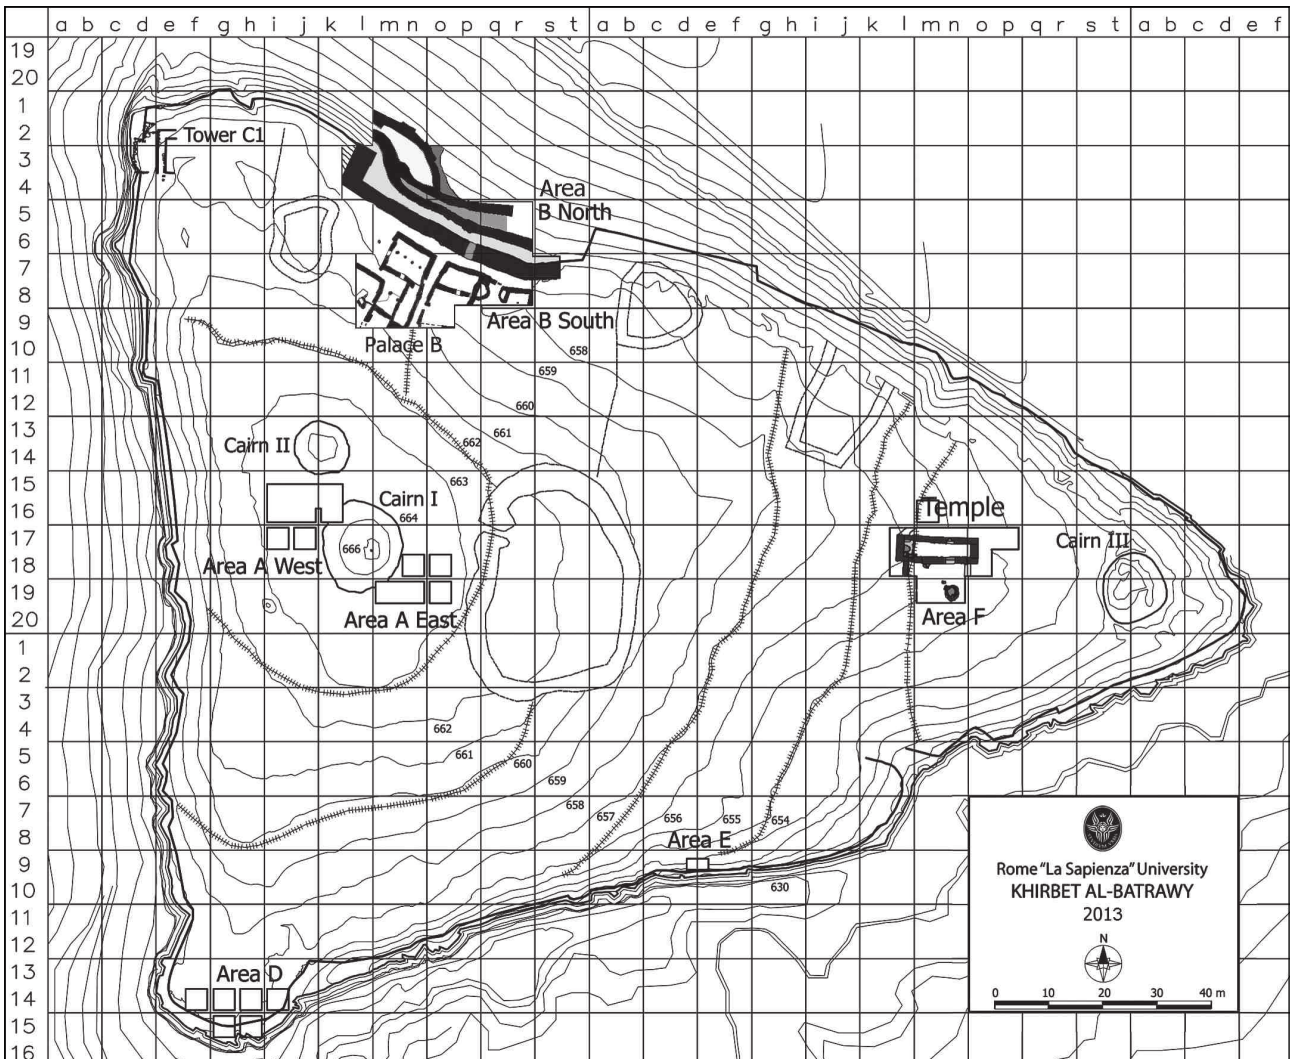 a b c d e f g h i j k l m n o p q r s t a b c d e f g h i j k l m n o p q r s t a b c d e f
19
20
1
2
Tower C1
3
4
Area
B North
5
6
7
8
Area B South
9
Palace B
658
10
659
11
12
660
13
661
662
Cairn II
14
663
15
Cairn I
664
Temple
17
666
Cairn III
Area A West
18
19
Area A East
Area F
20
1
2
3
4
662
5
661
660
6
659
658
7
657
656
655
654
8
Area E
9
630
10
11
12
13
Area D
14
15
16
Rome "La Sapienza" University
KHIRBET AL-BATRAWY
2013
N
0 10 20 30 40 m